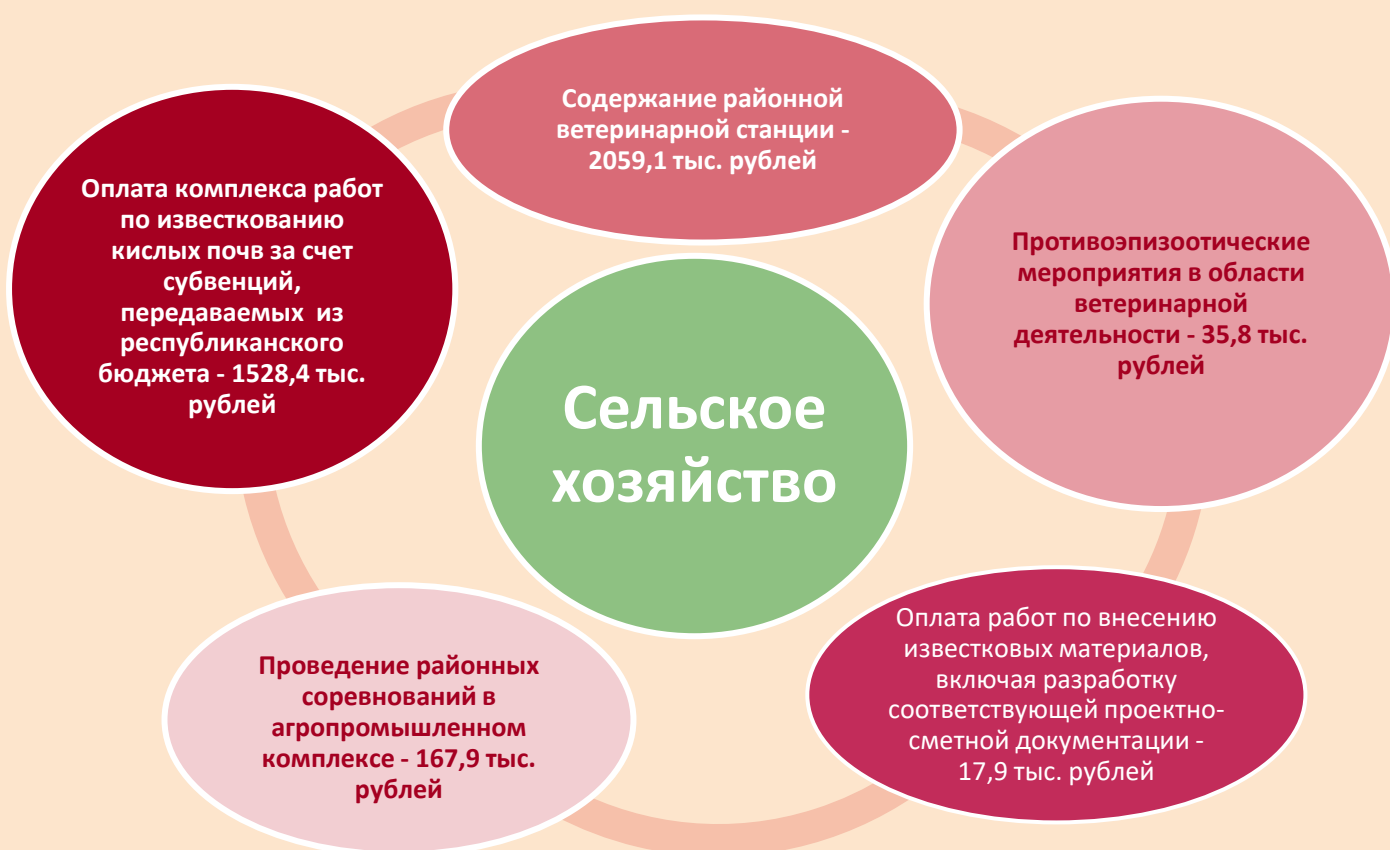 Содержание районной
ветеринарной станции -
2059,1 тыс. рублей
Противоэпизоотические
мероприятия в области
ветеринарной
деятельности - 35,8 тыс.
рублей
Оплата работ по внесению
известковых материалов,
включая разработку
соответствующей проектно-
сметной документации -
17,9 тыс. рублей
Проведение районных
соревнований в
агропромышленном
комплексе - 167,9 тыс.
рублей
Оплата комплекса работ
по известкованию
кислых почв за счет
субвенций,
передаваемых из
республиканского
бюджета - 1528,4 тыс.
рублей
Сельское
хозяйство